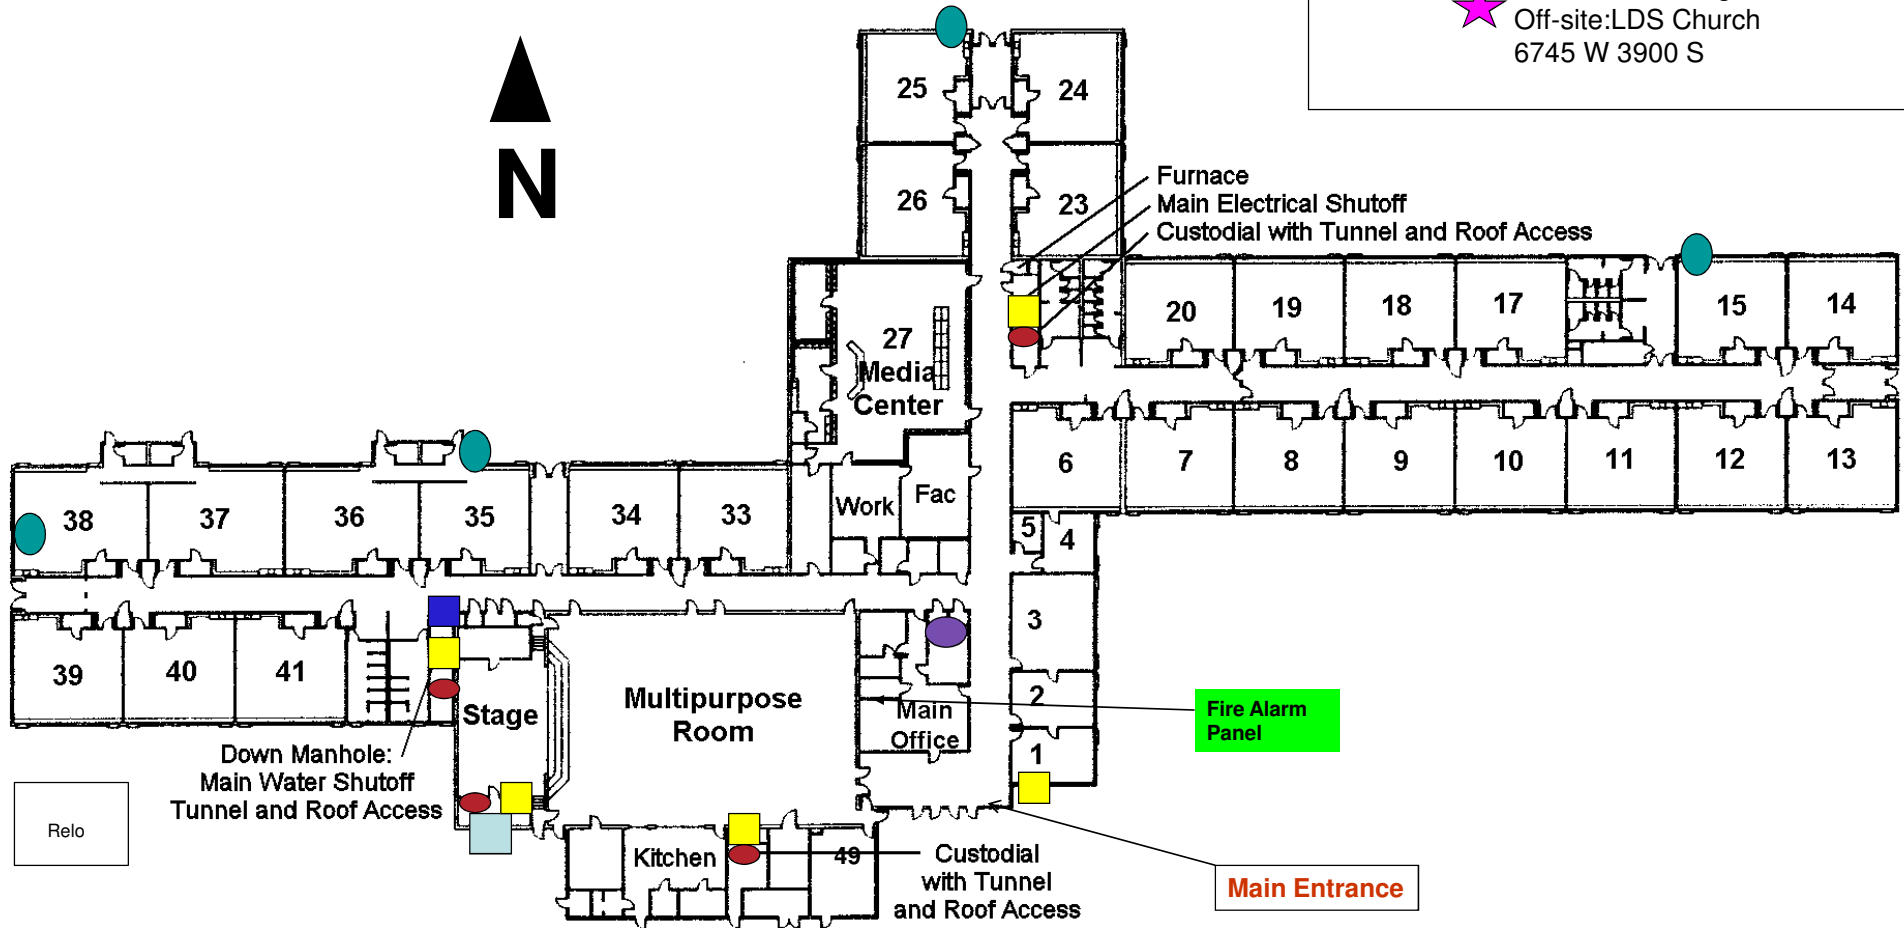 Off-site:LDS Church
6745 W 3900 S
N
25
24
26
23
Furnace
Main Electrical Shutoff
Custodial with Tunnel and Roof Access
27
Media
Center
20
19
18
17
15
14
6
7
8
9
10
11
12
13
38
37
36
35
34
33
Work
Fac
5
4
3
2
1
39
40
41
Stage
Multipurpose
Room
Main
Office
Fire Alarm
Panel
Down Manhole:
Main Water Shutoff
Tunnel and Roof Access
Relo
Kitchen
49
Custodial
with Tunnel
and Roof Access
Main Entrance